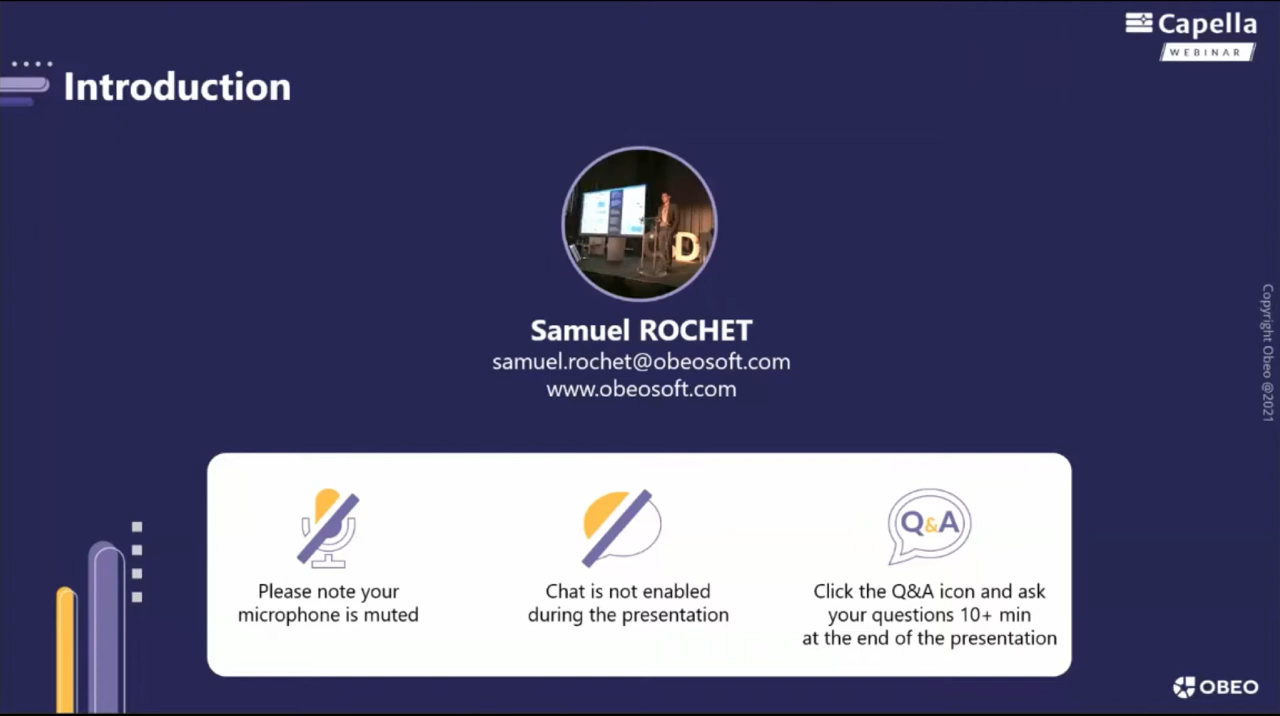 Capella
WEBINAR
Introduction
D
Samuel ROCHET
samuel.rochet@obeosoft.com
www.obeosoft.com
Copyright Obeo @2021
Q&A
Please note your
microphone is muted
Chat is not enabled
during the presentation
Click the Q&A icon and ask
your questions 10+ min
at the end of the presentation
OBEO